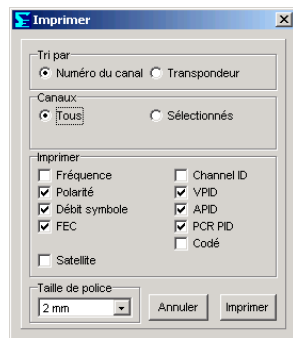 Imprimer
Tri par
Numéro du canal Transpondeur
Canaux
Tous Sélectionnés
Imprimer
Fréquence Channel ID
Polarité VPID
Débit symbole APID
FEC PCR PID
Codé
Satellite
Taille de police
2 mm Annuler Imprimer